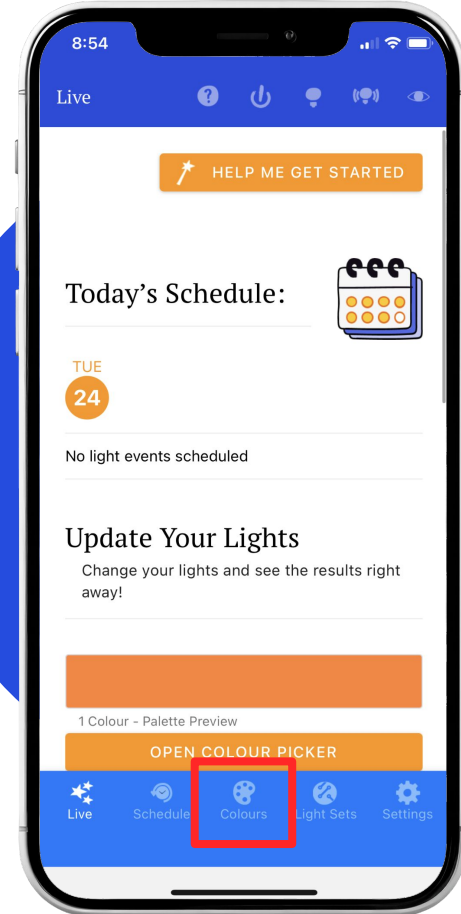 8:54
Live
HELP ME GET STARTED
Today’s Schedule:
TUE
24
No light events scheduled
Update Your Lights
Change your lights and see the results right
away!
1 Colour - Palette Preview
OPEN COLOUR PICKER
Live Schedule Colours Light Sets Settings